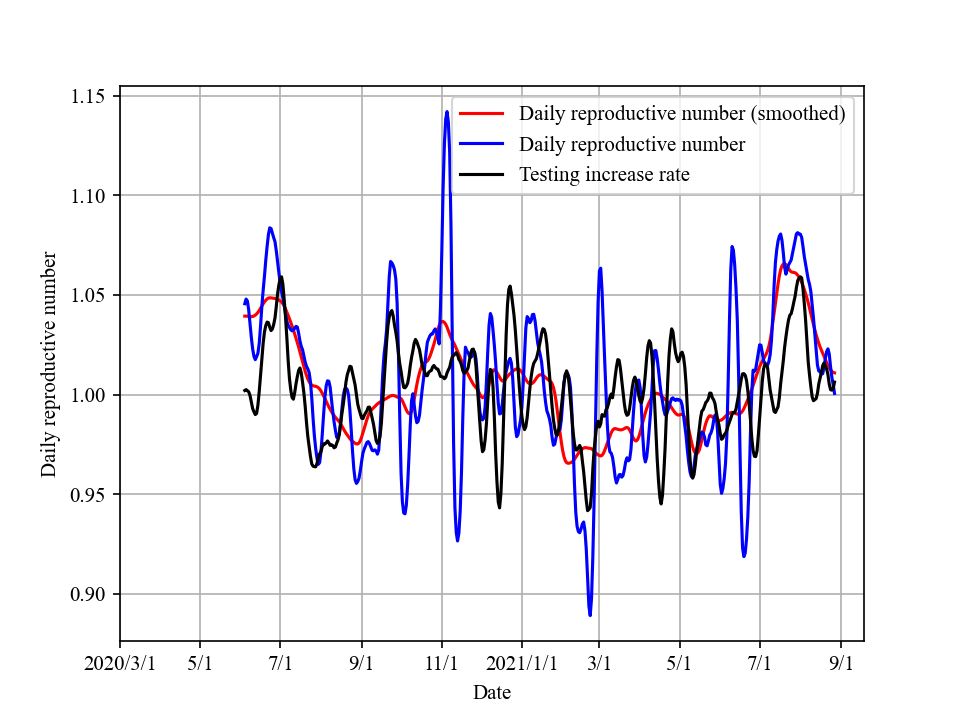 1.15
1.10
1.05
1.00
0.95
0.90
Daily reproductive number
Daily reproductive number (smoothed)
Daily reproductive number
Testing increase rate
2020/3/1 5/1 7/1 9/1 11/1 2021/1/1 3/1 5/1 7/1 9/1
Date